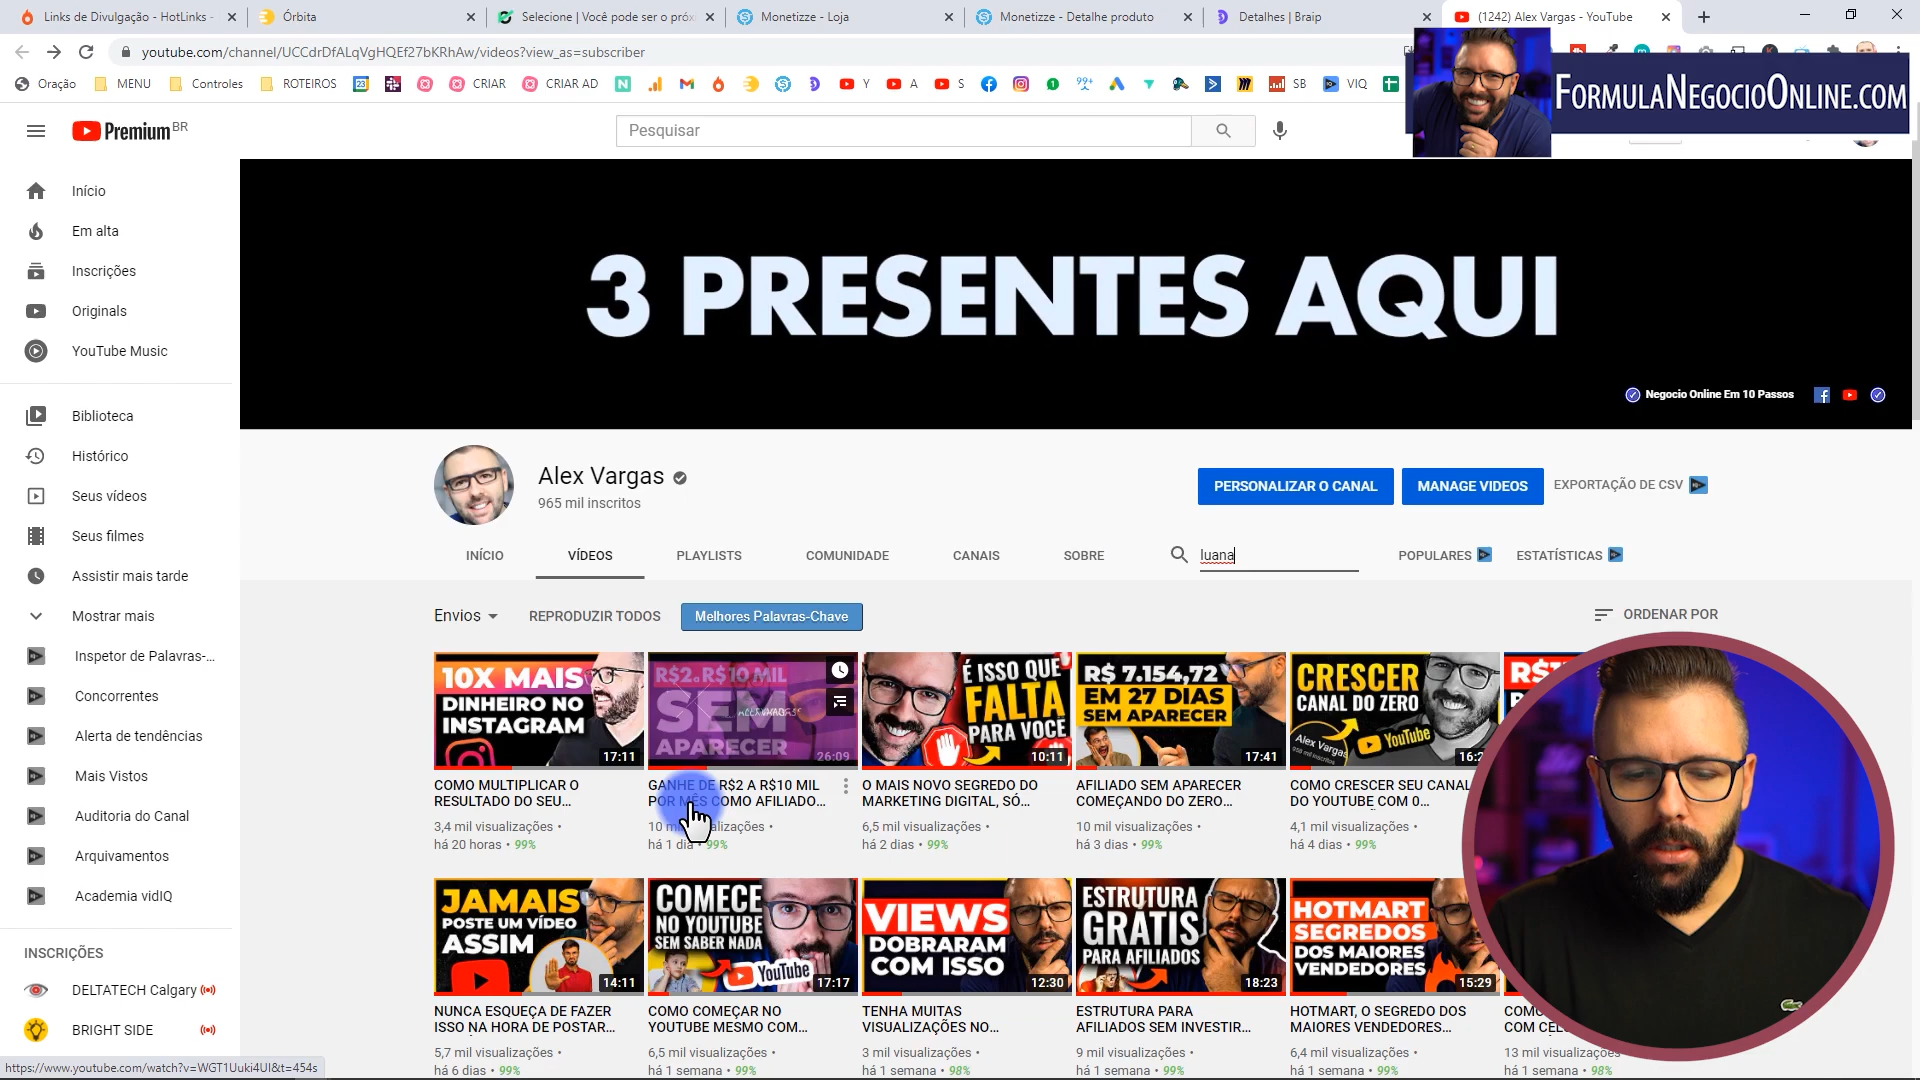 Links de Divulgação - HotLinks -
Órbita
Selecione | Você pode ser o próx
Monetizze - Loja
Monetizze - Detalhe produto
Detalhes | Braip
(1242) Alex Vargas - YouTube
youtube.com/channel/UCCdrDfALqVgHQEf27bKRhAw/videos?view_as=subscriber
Oração
MENU
Controles
ROTEIROS
CRIAR
CRIAR AD
Y
A
S
99+
SB
VIQ
FORMULANEGOCIOONLINE.COM
Premium BR
Pesquisar
Início
Em alta
Inscrições
Originals
YouTube Music
Biblioteca
Histórico
Seus vídeos
Seus filmes
Assistir mais tarde
Mostrar mais
Inspetor de Palavras-...
Concorrentes
Alerta de tendências
Mais Vistos
Auditoria do Canal
Arquivamentos
Academia vidIQ
INSCRIÇÕES
DELTATECH Calgary
BRIGHT SIDE
https://www.youtube.com/watch?v=WGT1Uuki4UI&t=454s
3 PRESENTES AQUI
Negocio Online Em 10 Passos
Alex Vargas
965 mil inscritos
PERSONALIZAR O CANAL
MANAGE VIDEOS
EXPORTAÇÃO DE CSV
INÍCIO
VÍDEOS
PLAYLISTS
COMUNIDADE
CANAIS
SOBRE
luana
POPULARES
ESTATÍSTICAS
Envios
REPRODUZIR TODOS
Melhores Palavras-Chave
ORDENAR POR
10X MAIS
DINHEIRO NO
INSTAGRAM
17:11
COMO MULTIPLICAR O
RESULTADO DO SEU...
3,4 mil visualizações •
há 20 horas • 99%
SEM
APARECER
26:09
GANHE DE R$2 A R$10 MIL
POR MÊS COMO AFILIADO...
há 1 dia • 99%
É ISSO QUE
FALTA
PARA VOCÊ
10:11
O MAIS NOVO SEGREDO DO
MARKETING DIGITAL, SÓ...
6,5 mil visualizações •
há 2 dias • 99%
R$ 7.154,72
EM 27 DIAS
SEM APARECER
17:41
AFILIADO SEM APARECER
COMEÇANDO DO ZERO...
10 mil visualizações •
há 3 dias • 99%
CRESCER
CANAL DO ZERO
Alex Vargas
YouTube
COMO CRESCER SEU CANAL
DO YOUTUBE COM 0...
4,1 mil visualizações •
há 4 dias • 99%
JAMAIS
POSTE UM VÍDEO
ASSIM
14:11
NUNCA ESQUEÇA DE FAZER
ISSO NA HORA DE POSTAR...
5,7 mil visualizações •
há 6 dias • 99%
COMECE
NO YOUTUBE
SEM SABER NADA
YouTube
17:17
COMO COMEÇAR NO
YOUTUBE MESMO COM...
6,5 mil visualizações •
há 1 semana • 99%
VIEWS
DOBRARAM
COM ISSO
12:30
TENHA MUITAS
VISUALIZAÇÕES NO...
3 mil visualizações •
há 1 semana • 98%
ESTRUTURA
GRÁTIS
PARA AFILIADOS
18:23
ESTRUTURA PARA
AFILIADOS SEM INVESTIR...
9 mil visualizações •
há 1 semana • 99%
HOTMART
SEGREDOS
DOS MAIORES
VENDEDORES
15:29
HOTMART, O SEGREDO DOS
MAIORES VENDEDORES...
6,4 mil visualizações •
há 1 semana • 99%
13 mil visualizações •
há 1 semana • 98%